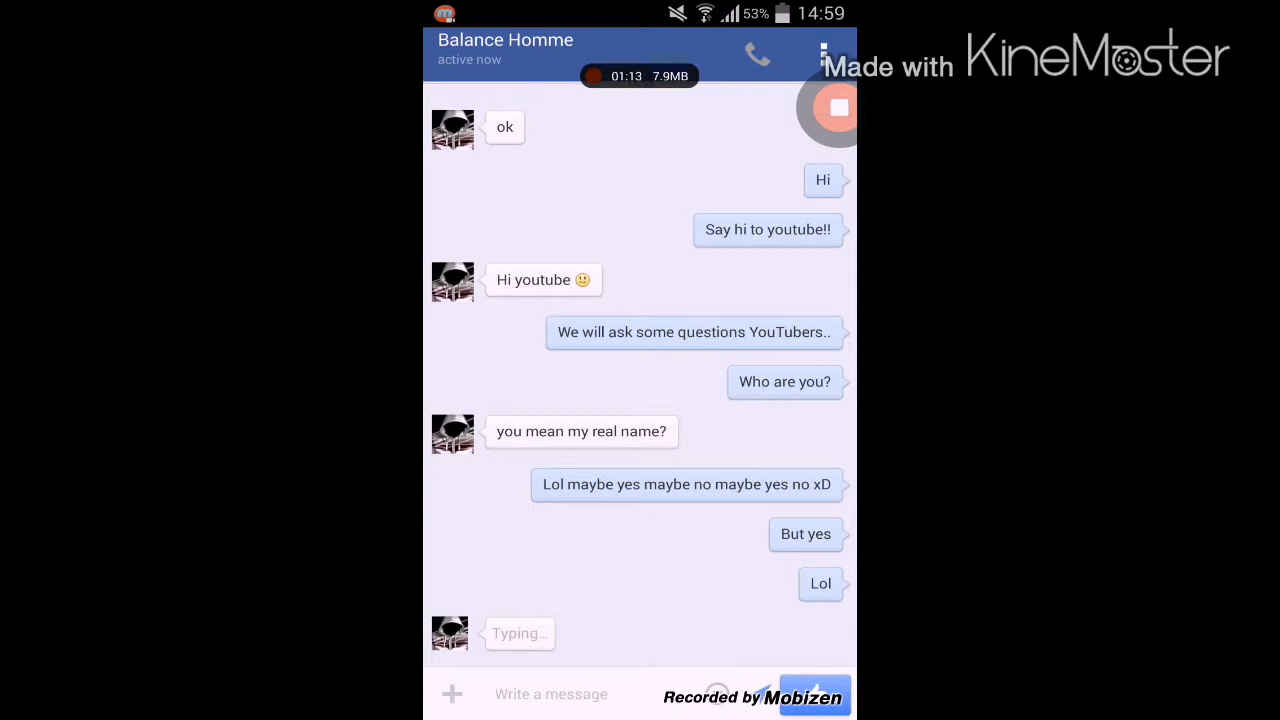 53% 14:59
Balance Homme
active now
01:13 7.9MB
Made with KineMaster
ok
Hi
Say hi to youtube!!
Hi youtube
We will ask some questions YouTubers..
Who are you?
you mean my real name?
Lol maybe yes maybe no maybe yes no xD
But yes
Lol
Typing...
Write a message
Recorded by Mobizen